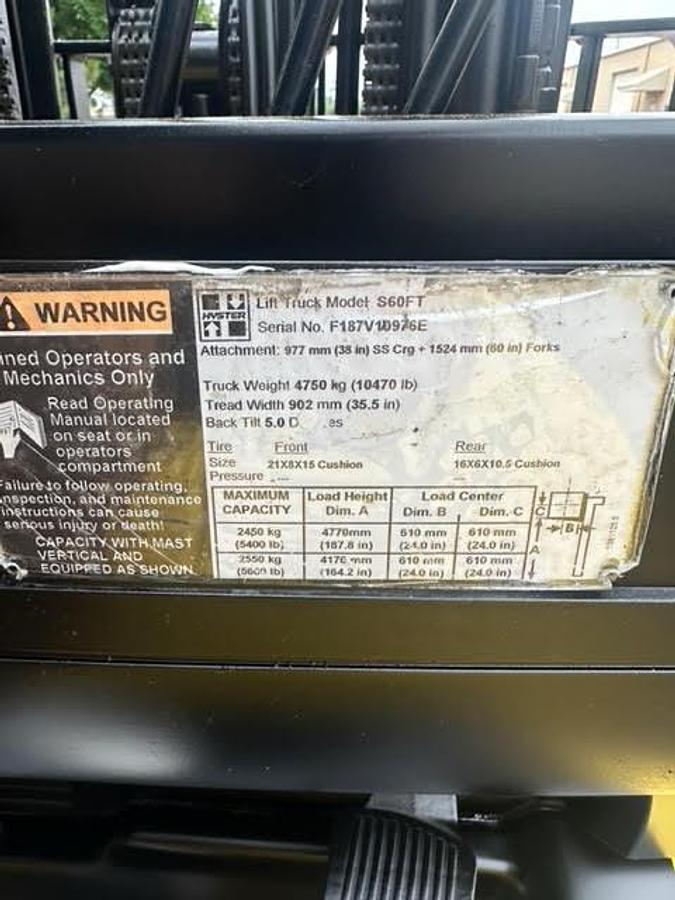 WARNING
ined Operators and
Mechanics Only
Read Operating
Manual located
on seat or in
operators
compartment
Failure to follow operating,
inspection, and maintenance
instructions can cause
serious injury or death!
CAPACITY WITH MAST
VERTICAL AND
EQUIPPED AS SHOWN
HYSTER
Lift Truck Model S60FT
Serial No. F187V10976E
Attachment: 977 mm (38 in) SS Crg + 1524 mm (60 in) Forks
Truck Weight 4750 kg (10470 lb)
Tread Width 902 mm (35.5 in)
Back Tilt 5.0 D es
Tire Front Rear
Size 21X8X15 Cushion 16X6X10.5 Cushion
Pressure ---- ---
MAXIMUM CAPACITY Load Height Dim. A Load Center Dim. B Dim. C
2450 kg (5400 lb) 4770mm (187.8 in) 610 mm (24.0 in) 610 mm (24.0 in)
2550 kg (5600 lb) 4170 mm (164.2 in) 610 mm (24.0 in) 610 mm (24.0 in)
C
B
A